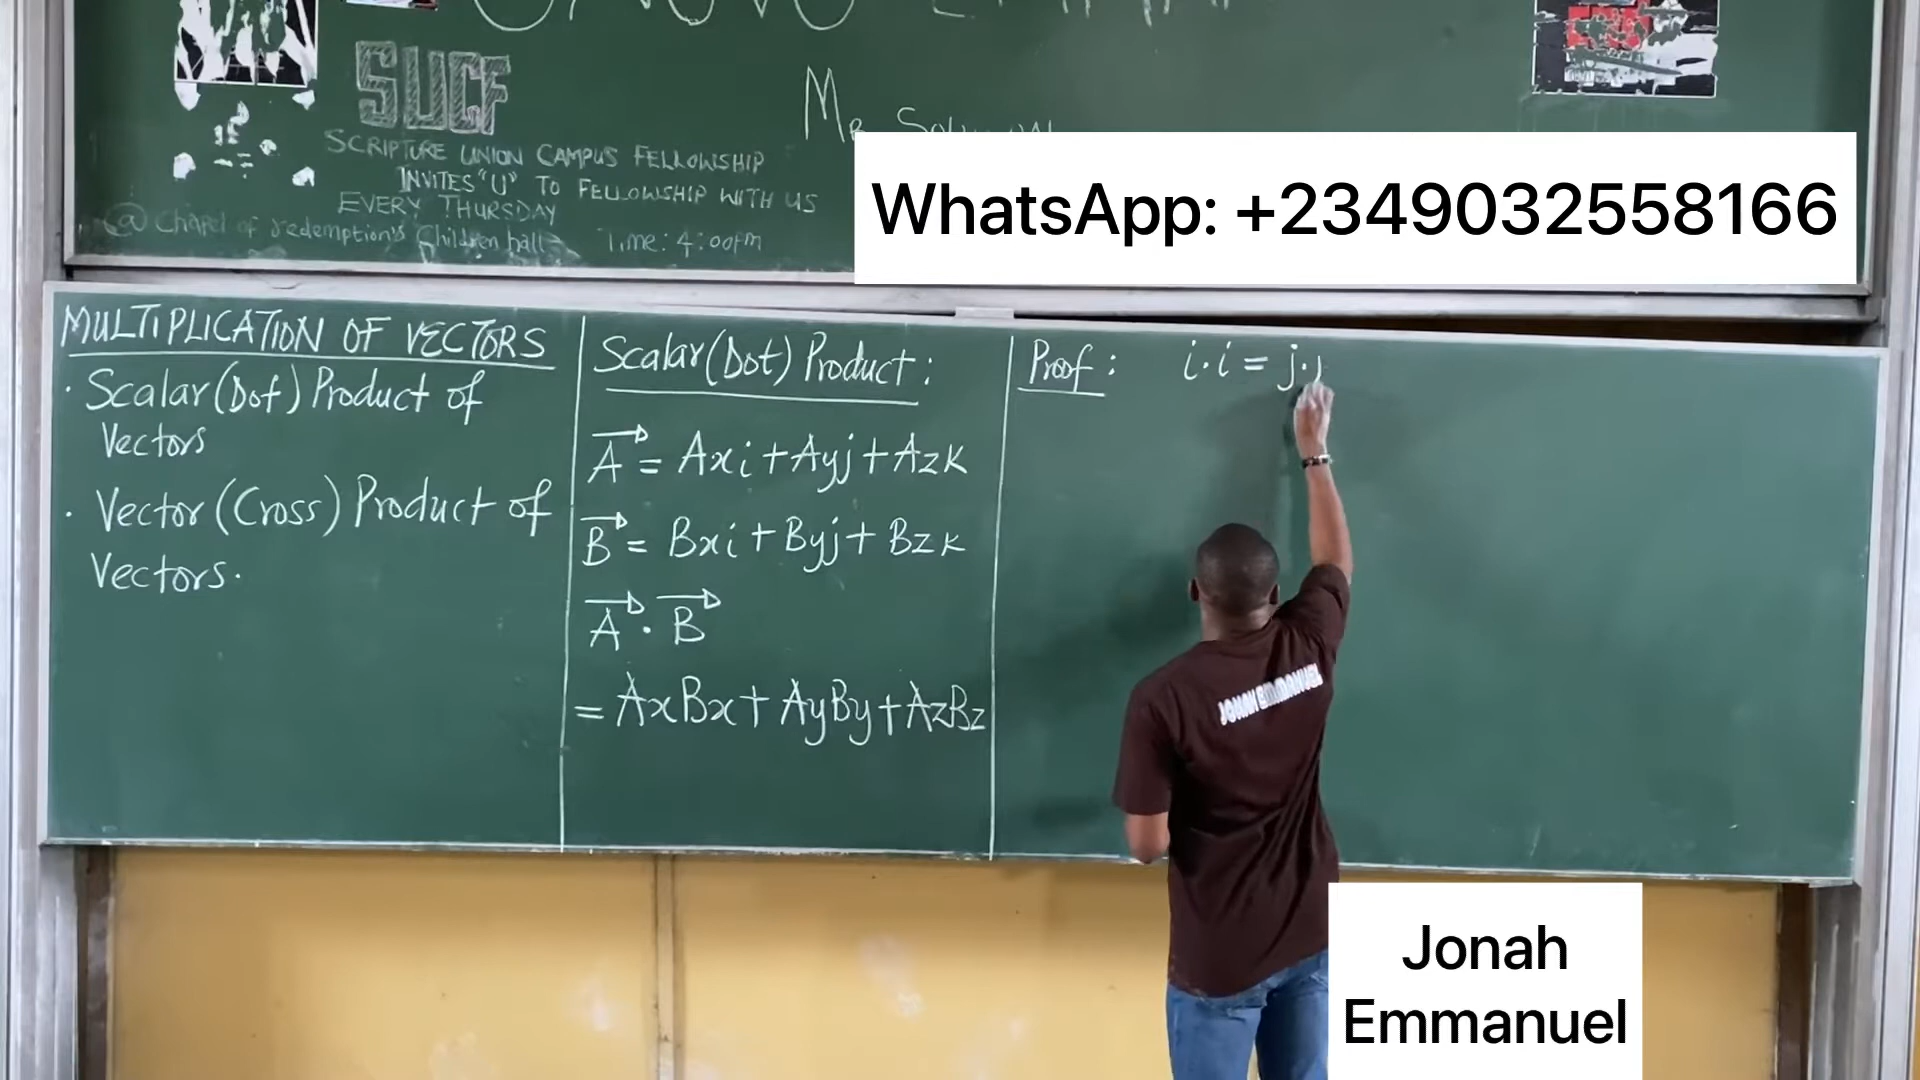 SUCF
SCRIPTURE UNION CAMPUS FELLOWSHIP
INVITES "U" TO FELLOWSHIP WITH US
EVERY THURSDAY
@ Chapel of redemption's Children hall Time: 4:00pm
WhatsApp: +2349032558166
MULTIPLICATION OF VECTORS
· Scalar (Dot) Product of
Vectors
· Vector (Cross) Product of
Vectors.
Scalar (Dot) Product:
A = Axi + Ayj + Azk
B = Bxi + Byj + Bzk
A · B
= AxBx + AyBy + AzBz
Proof: i·i = j·j
JONAH EMMANUEL
Jonah
Emmanuel